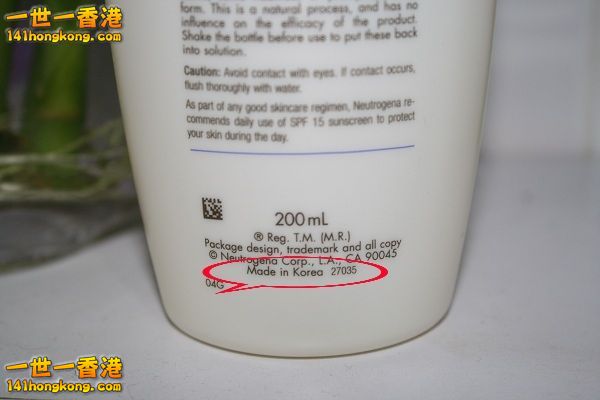 一世一香港
141hongkong.com
form. This is a natural process, and has no
influence on the efficacy of the product.
Shake the bottle before use to put these back
into solution.
Caution: Avoid contact with eyes. If contact occurs,
flush thoroughly with water.
As part of any good skincare regimen, Neutrogena re-
commends daily use of SPF 15 sunscreen to protect
your skin during the day.
200mL
® Reg. T.M. (M.R.)
Package design, trademark and all copy
© Neutrogena Corp., L.A., CA 90045
Made in Korea 27035
04G
一世一香港
141hongkong.com